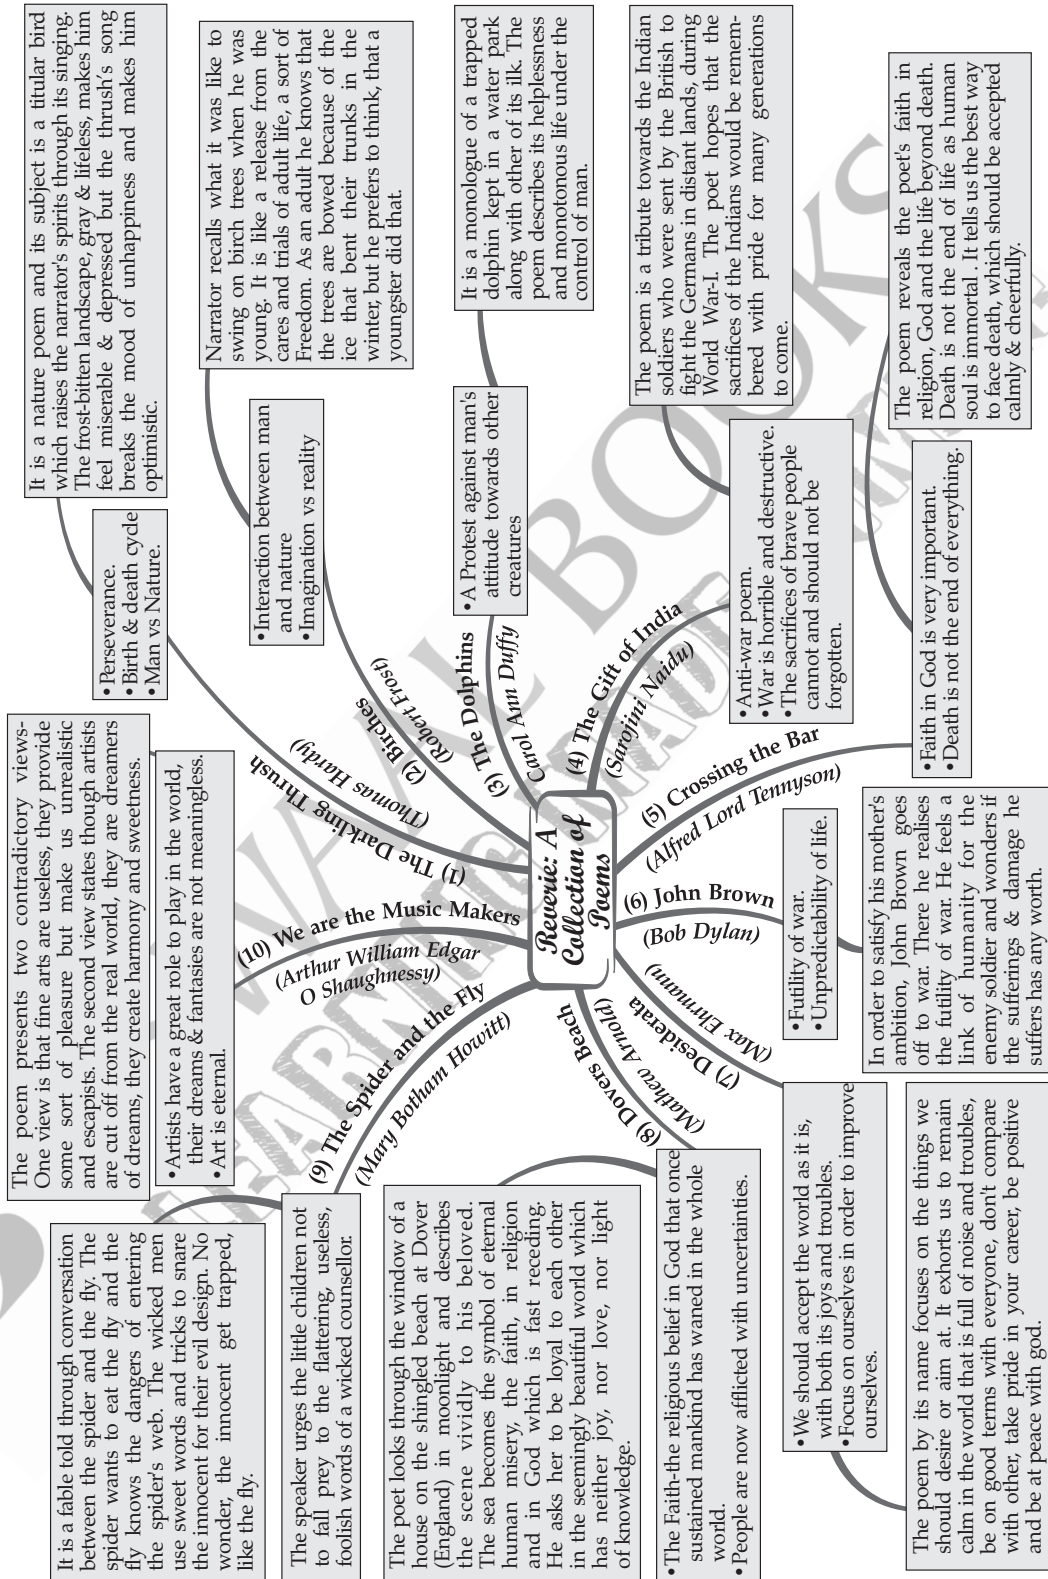 Reverie: A
Collection of
Poems
(1) The Darkling Thrush
(Thomas Hardy)
• Perseverance.
• Birth & death cycle
• Man vs Nature.
It is a nature poem and its subject is a titular bird
which raises the narrator's spirits through its singing.
The frost-bitten landscape, gray & lifeless, makes him
feel miserable & depressed but the thrush's song
breaks the mood of unhappiness and makes him
optimistic.
(2) Birches
(Robert Frost)
• Interaction between man
and nature
• Imagination vs reality
Narrator recalls what it was like to
swing on birch trees when he was
young. It is like a release from the
cares and trials of adult life, a sort of
Freedom. As an adult he knows that
the trees are bowed because of the
ice that bent their trunks in the
winter, but he prefers to think, that a
youngster did that.
(3) The Dolphins
Carol Ann Duffy
• A Protest against man's
attitude towards other
creatures
It is a monologue of a trapped
dolphin kept in a water park
along with other of its ilk. The
poem describes its helplessness
and monotonous life under the
control of man.
(4) The Gift of India
(Sarojini Naidu)
• Anti-war poem.
• War is horrible and destructive.
• The sacrifices of brave people
cannot and should not be
forgotten.
The poem is a tribute towards the Indian
soldiers who were sent by the British to
fight the Germans in distant lands, during
World War-I. The poet hopes that the
sacrifices of the Indians would be remem-
bered with pride for many generations
to come.
(5) Crossing the Bar
(Alfred Lord Tennyson)
• Faith in God is very important.
• Death is not the end of everything.
The poem reveals the poet's faith in
religion, God and the life beyond death.
Death is not the end of life as human
soul is immortal . It tells us the best way
to face death, which should be accepted
calmly & cheerfully.
(6) John Brown
(Bob Dylan)
• Futility of war.
• Unpredictability of life.
In order to satisfy his mother's
ambition, John Brown goes
off to war. There he realises
the futility of war. He feels a
link of humanity for the
enemy soldier and wonders if
the sufferings & damage he
suffers has any worth.
(7) Desiderata
(Max Ehrmann)
• We should accept the world as it is,
with both its joys and troubles.
• Focus on ourselves in order to improve
ourselves.
The poem by its name focuses on the things we
should desire or aim at. It exhorts us to remain
calm in the world that is full of noise and troubles,
be on good terms with everyone, don't compare
with other, take pride in your career, be positive
and be at peace with god.
(8) Dovers Beach
(Mathew Arnold)
• The Faith-the religious belief in God that once
sustained mankind has waned in the whole
world.
• People are now afflicted with uncertainties.
The poet looks through the window of a
house on the shingled beach at Dover
(England) in moonlight and describes
the scene vividly to his beloved.
The sea becomes the symbol of eternal
human misery, the faith, in religion
and in God which is fast receding.
He asks her to be loyal to each other
in the seemingly beautiful world which
has neither joy, nor love, nor light
of knowledge.
(9) The Spider and the Fly
(Mary Botham Howitt)
The speaker urges the little children not
to fall prey to the flattering, useless,
foolish words of a wicked counsellor.
It is a fable told through conversation
between the spider and the fly. The
spider wants to eat the fly and the
fly knows the dangers of entering
the spider's web. The wicked men
use sweet words and tricks to snare
the innocent for their evil design. No
wonder, the innocent get trapped,
like the fly.
(10) We are the Music Makers
(Arthur William Edgar
O Shaughnessy)
• Artists have a great role to play in the world,
their dreams & fantasies are not meaningless.
• Art is eternal.
The poem presents two contradictory views-
One view is that fine arts are useless, they provide
some sort of pleasure but make us unrealistic
and escapists. The second view states though artists
are cut off from the real world, they are dreamers
of dreams, they create harmony and sweetness.